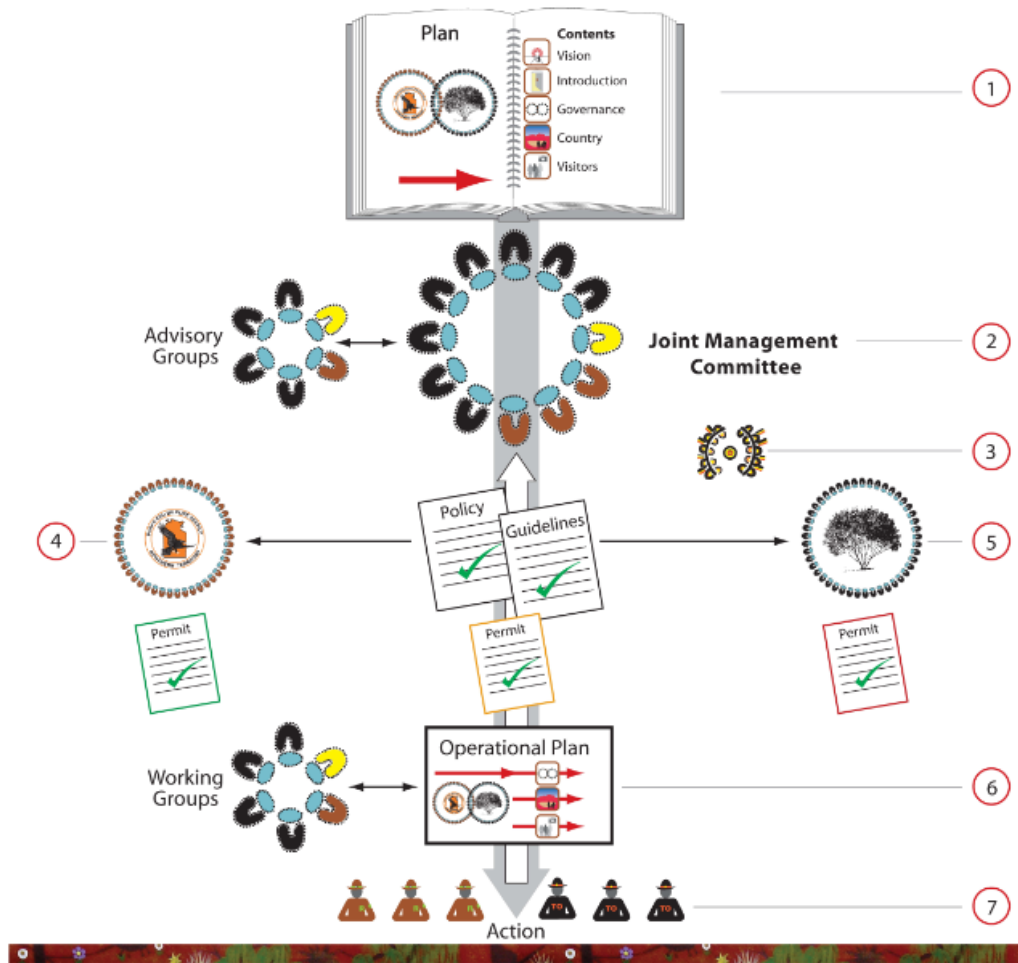 Plan
Contents
Vision
Introduction
Governance
Country
Visitors
1
Advisory
Groups
Joint Management
Committee
2
3
Policy
Guidelines
4
5
Permit
Permit
Permit
Operational Plan
Working
Groups
6
TO
TO
TO
7
Action